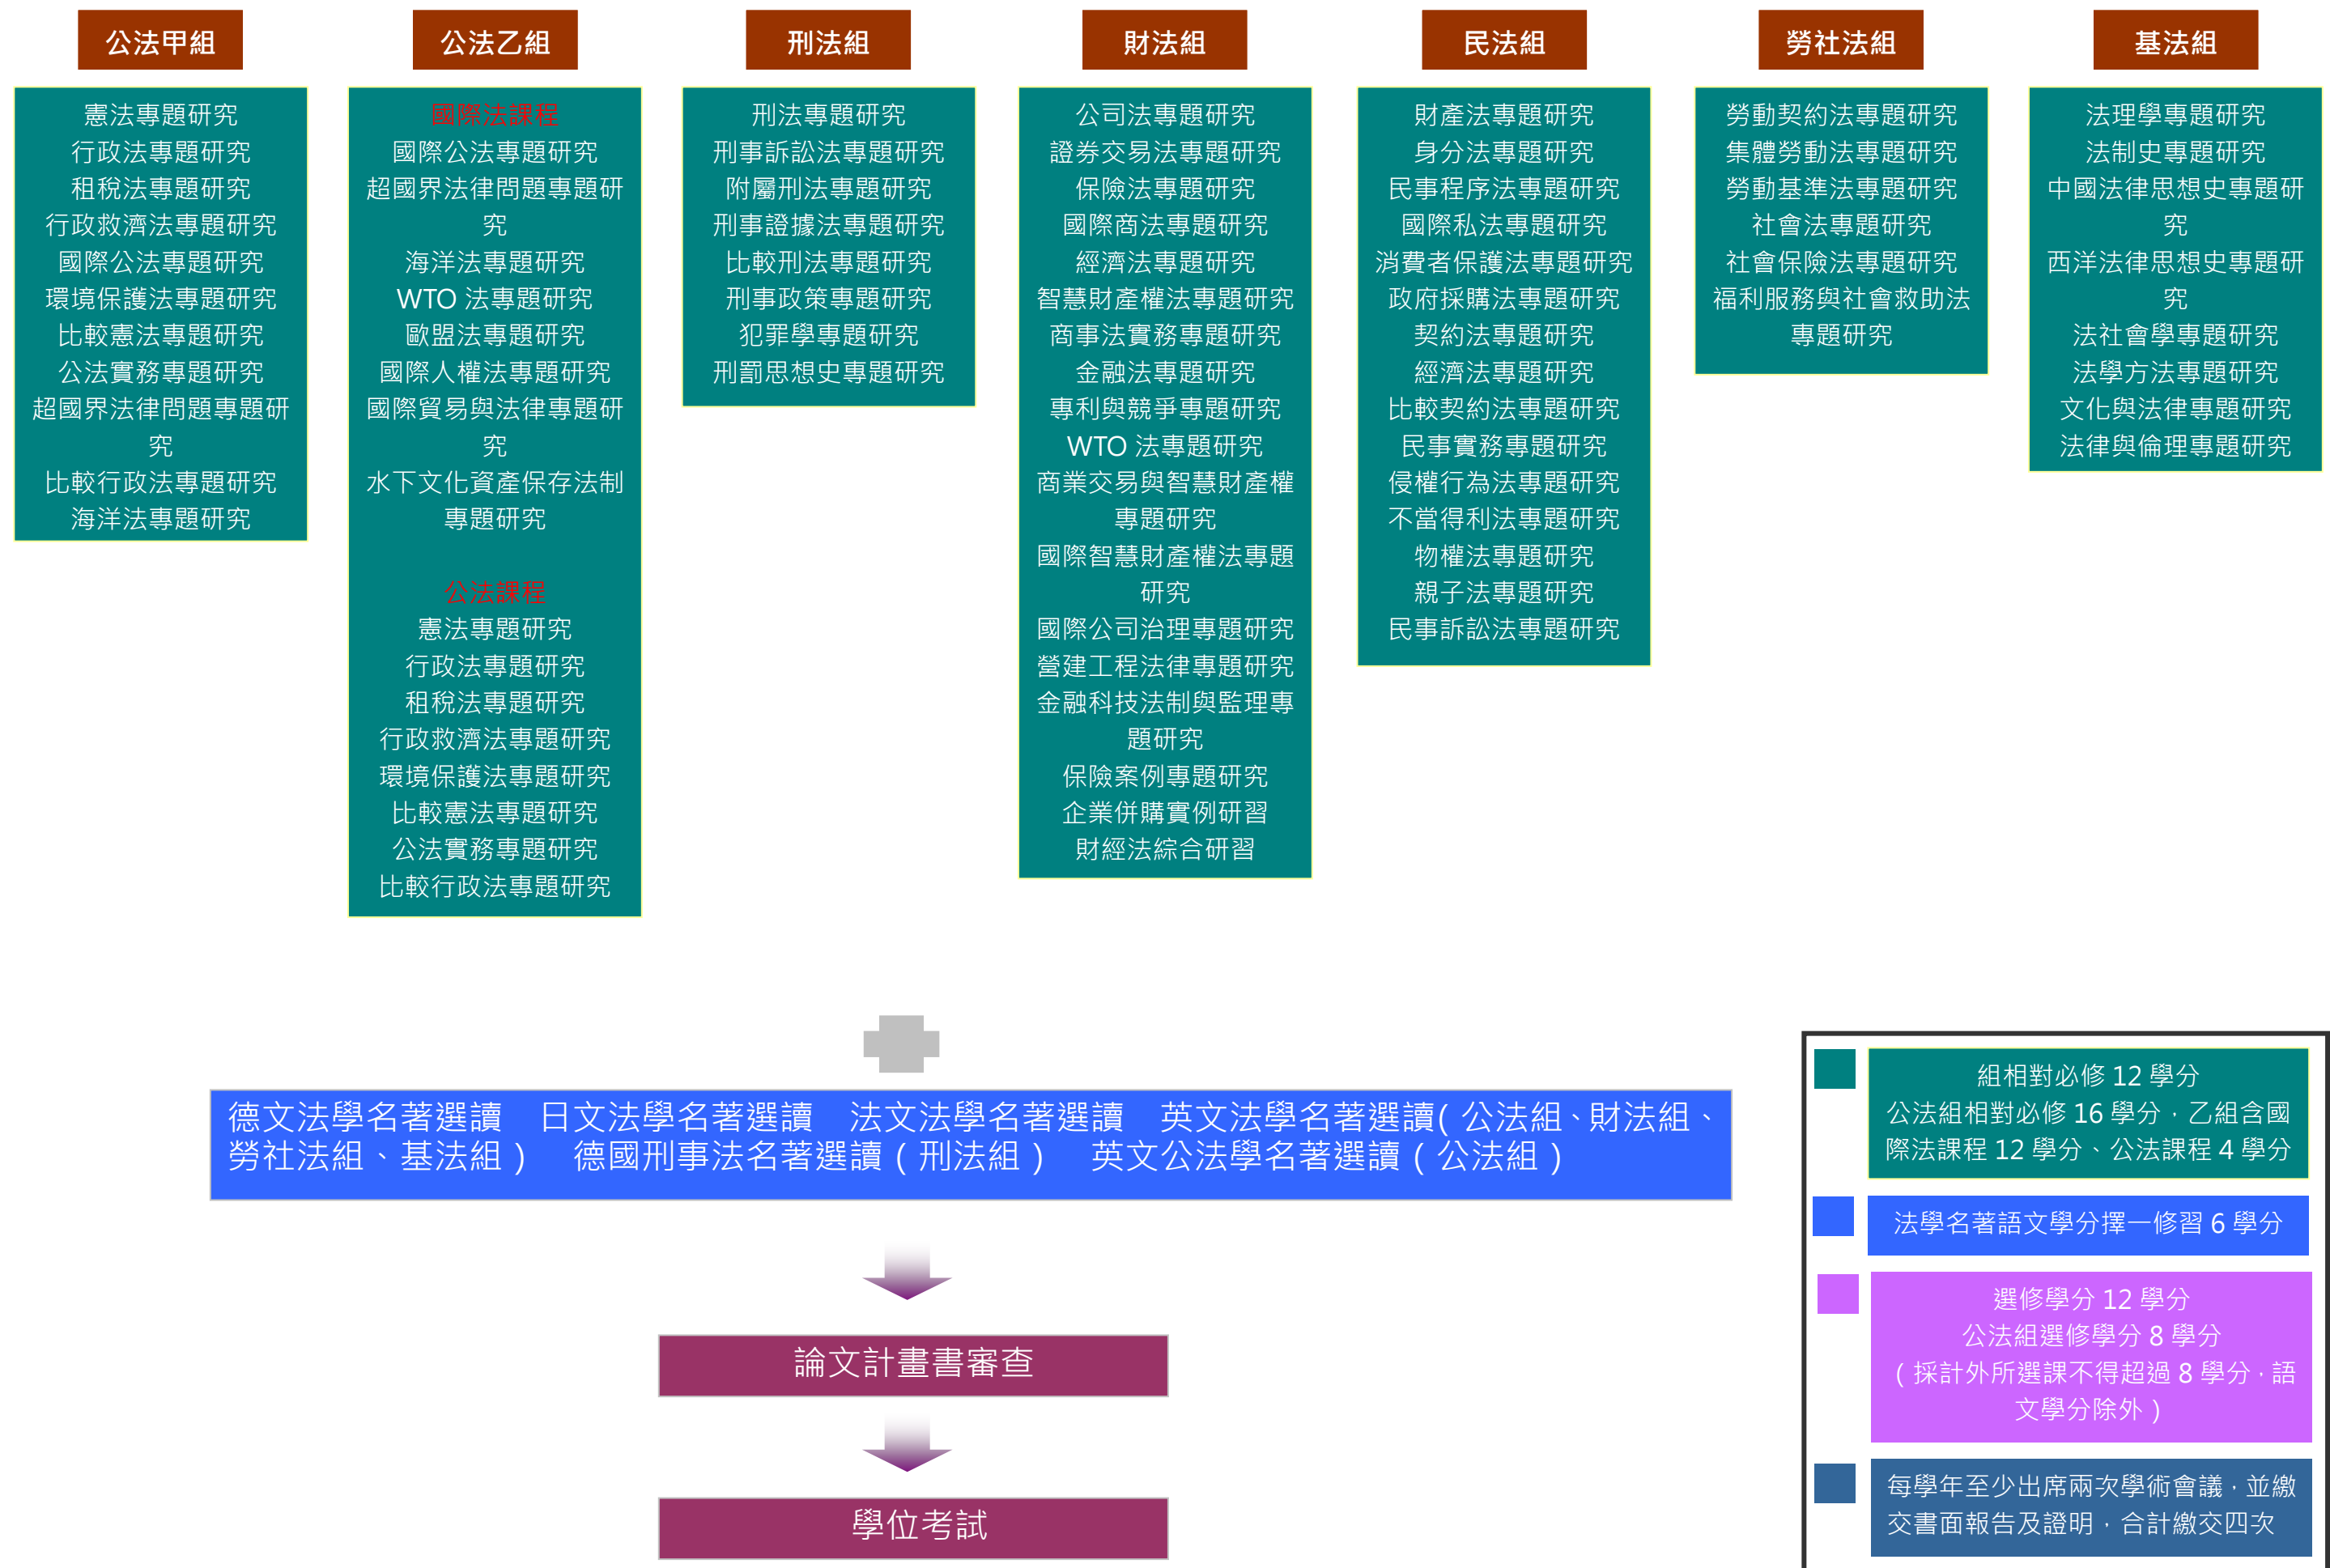 公法甲組
憲法專題研究
行政法專題研究
租稅法專題研究
行政救濟法專題研究
國際公法專題研究
環境保護法專題研究
比較憲法專題研究
公法實務專題研究
超國界法律問題專題研
究
比較行政法專題研究
海洋法專題研究
公法乙組
國際法課程
國際公法專題研究
超國界法律問題專題研
究
海洋法專題研究
WTO 法專題研究
歐盟法專題研究
國際人權法專題研究
國際貿易與法律專題研
究
水下文化資產保存法制
專題研究
公法課程
憲法專題研究
行政法專題研究
租稅法專題研究
行政救濟法專題研究
環境保護法專題研究
比較憲法專題研究
公法實務專題研究
比較行政法專題研究
刑法組
刑法專題研究
刑事訴訟法專題研究
附屬刑法專題研究
刑事證據法專題研究
比較刑法專題研究
刑事政策專題研究
犯罪學專題研究
刑罰思想史專題研究
財法組
公司法專題研究
證券交易法專題研究
保險法專題研究
國際商法專題研究
經濟法專題研究
智慧財產權法專題研究
商事法實務專題研究
金融法專題研究
專利與競爭專題研究
WTO 法專題研究
商業交易與智慧財產權
專題研究
國際智慧財產權法專題
研究
國際公司治理專題研究
營建工程法律專題研究
金融科技法制與監理專
題研究
保險案例專題研究
企業併購實例研習
財經法綜合研習
民法組
財產法專題研究
身分法專題研究
民事程序法專題研究
國際私法專題研究
消費者保護法專題研究
政府採購法專題研究
契約法專題研究
經濟法專題研究
比較契約法專題研究
民事實務專題研究
侵權行為法專題研究
不當得利法專題研究
物權法專題研究
親子法專題研究
民事訴訟法專題研究
勞社法組
勞動契約法專題研究
集體勞動法專題研究
勞動基準法專題研究
社會法專題研究
社會保險法專題研究
福利服務與社會救助法
專題研究
基法組
法理學專題研究
法制史專題研究
中國法律思想史專題研
究
西洋法律思想史專題研
究
法社會學專題研究
法學方法專題研究
文化與法律專題研究
法律與倫理專題研究
德文法學名著選讀　日文法學名著選讀　法文法學名著選讀　英文法學名著選讀(公法組、財法組、
勞社法組、基法組)　德國刑事法名著選讀(刑法組)　英文公法學名著選讀(公法組)
論文計畫書審查
學位考試
組相對必修 12 學分
公法組相對必修 16 學分，乙組含國
際法課程 12 學分、公法課程 4 學分
法學名著語文學分擇一修習 6 學分
選修學分 12 學分
公法組選修學分 8 學分
(採計外所選課不得超過 8 學分，語
文學分除外)
每學年至少出席兩次學術會議，並繳
交書面報告及證明，合計繳交四次